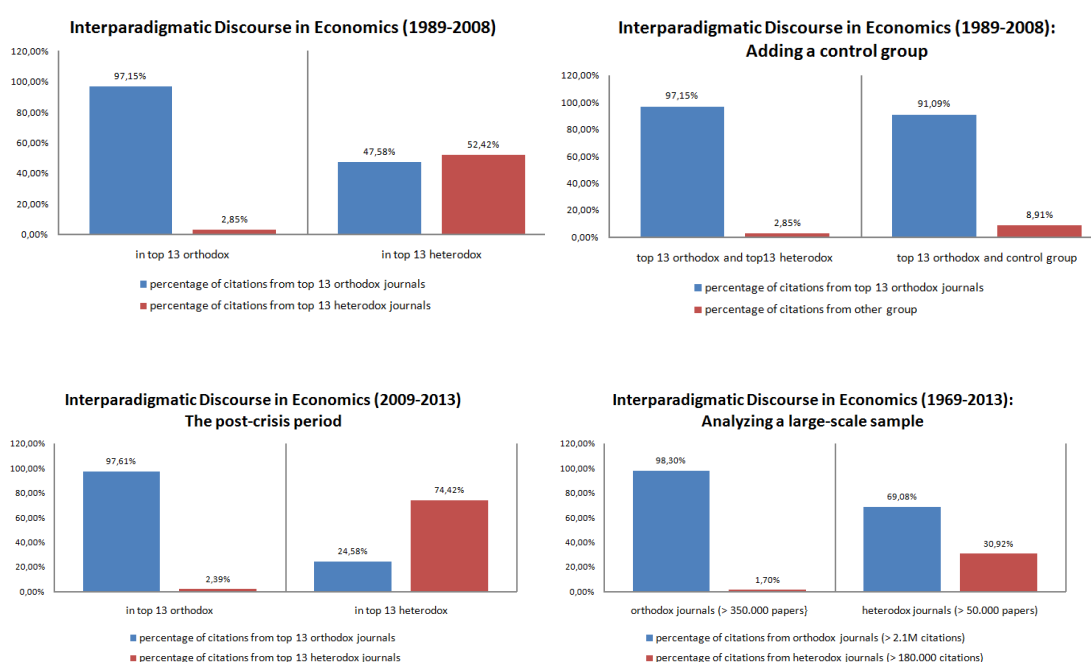 Interparadigmatic Discourse in Economics (1989-2008)
120,00%
100,00%
80,00%
60,00%
40,00%
20,00%
0,00%
97,15%
2,85%
47,58%
52,42%
in top 13 orthodox
in top 13 heterodox
percentage of citations from top 13 orthodox journals
percentage of citations from top 13 heterodox journals
Interparadigmatic Discourse in Economics (1989-2008):
Adding a control group
120,00%
100,00%
80,00%
60,00%
40,00%
20,00%
0,00%
97,15%
2,85%
91,09%
8,91%
top 13 orthodox and top13 heterodox
top 13 orthodox and control group
percentage of citations from top 13 orthodox journals
percentage of citations from other group
Interparadigmatic Discourse in Economics (2009-2013)
The post-crisis period
120,00%
100,00%
80,00%
60,00%
40,00%
20,00%
0,00%
97,61%
2,39%
24,58%
74,42%
in top 13 orthodox
in top 13 heterodox
percentage of citations from top 13 orthodox journals
percentage of citations from top 13 heterodox journals
Interparadigmatic Discourse in Economics (1969-2013):
Analyzing a large-scale sample
120,00%
100,00%
80,00%
60,00%
40,00%
20,00%
0,00%
98,30%
1,70%
69,08%
30,92%
orthodox journals (> 350.000 papers}
heterodox journals (> 50.000 papers)
percentage of citations from orthodox journals (> 2.1M citations)
percentage of citations from heterodox journals (> 180.000 citations)